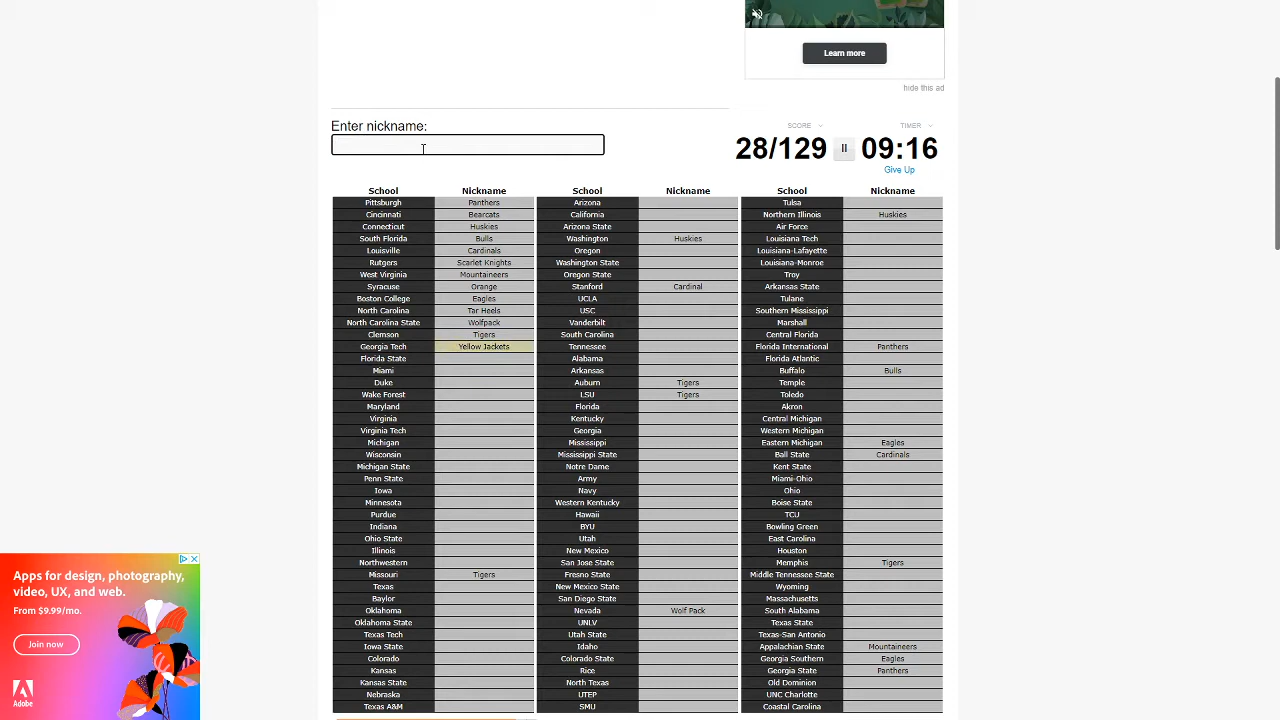 Learn more
hide this ad
Enter nickname:
SCORE
TIMER
28/129
09:16
Give Up
School Nickname School Nickname School Nickname
Pittsburgh Panthers Arizona Tulsa
Cincinnati Bearcats California Northern Illinois Huskies
Connecticut Huskies Arizona State Air Force
South Florida Bulls Washington Huskies Louisiana Tech
Louisville Cardinals Oregon Louisiana-Lafayette
Rutgers Scarlet Knights Washington State Louisiana-Monroe
West Virginia Mountaineers Oregon State Troy
Syracuse Orange Stanford Cardinal Arkansas State
Boston College Eagles UCLA Tulane
North Carolina Tar Heels USC Southern Mississippi
North Carolina State Wolfpack Vanderbilt Marshall
Clemson Tigers South Carolina Central Florida
Georgia Tech Yellow Jackets Tennessee Florida International Panthers
Florida State Alabama Florida Atlantic
Miami Arkansas Buffalo Bulls
Duke Auburn Tigers Temple
Wake Forest LSU Tigers Toledo
Maryland Florida Akron
Virginia Kentucky Central Michigan
Virginia Tech Georgia Western Michigan
Michigan Mississippi Eastern Michigan Eagles
Wisconsin Mississippi State Ball State Cardinals
Michigan State Notre Dame Kent State
Penn State Army Miami-Ohio
Iowa Navy Ohio
Minnesota Western Kentucky Boise State
Purdue Hawaii TCU
Indiana BYU Bowling Green
Ohio State Utah East Carolina
Illinois New Mexico Houston
Northwestern San Jose State Memphis Tigers
Missouri Tigers Fresno State Middle Tennessee State
Texas New Mexico State Wyoming
Baylor San Diego State Massachusetts
Oklahoma Nevada Wolf Pack South Alabama
Oklahoma State UNLV Texas State
Texas Tech Utah State Texas-San Antonio
Iowa State Idaho Appalachian State Mountaineers
Colorado Colorado State Georgia Southern Eagles
Kansas Rice Georgia State Panthers
Kansas State North Texas Old Dominion
Nebraska UTEP UNC Charlotte
Texas A&M SMU Coastal Carolina
Apps for design, photography,
video, UX, and web.
From $9.99/mo.
Join now
Adobe